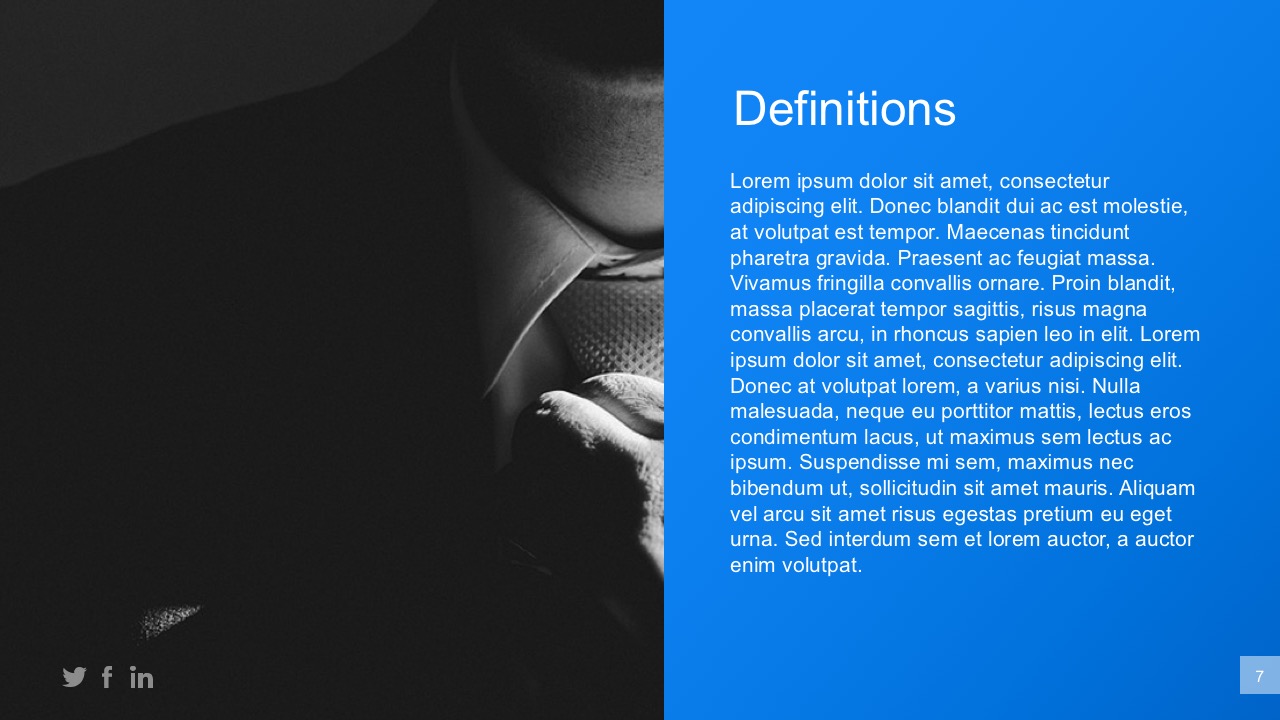 Definitions
Lorem ipsum dolor sit amet, consectetur
adipiscing elit. Donec blandit dui ac est molestie,
at volutpat est tempor. Maecenas tincidunt
pharetra gravida. Praesent ac feugiat massa.
Vivamus fringilla convallis ornare. Proin blandit,
massa placerat tempor sagittis, risus magna
convallis arcu, in rhoncus sapien leo in elit. Lorem
ipsum dolor sit amet, consectetur adipiscing elit.
Donec at volutpat lorem, a varius nisi. Nulla
malesuada, neque eu porttitor mattis, lectus eros
condimentum lacus, ut maximus sem lectus ac
ipsum. Suspendisse mi sem, maximus nec
bibendum ut, sollicitudin sit amet mauris. Aliquam
vel arcu sit amet risus egestas pretium eu eget
urna. Sed interdum sem et lorem auctor, a auctor
enim volutpat.
f in
7